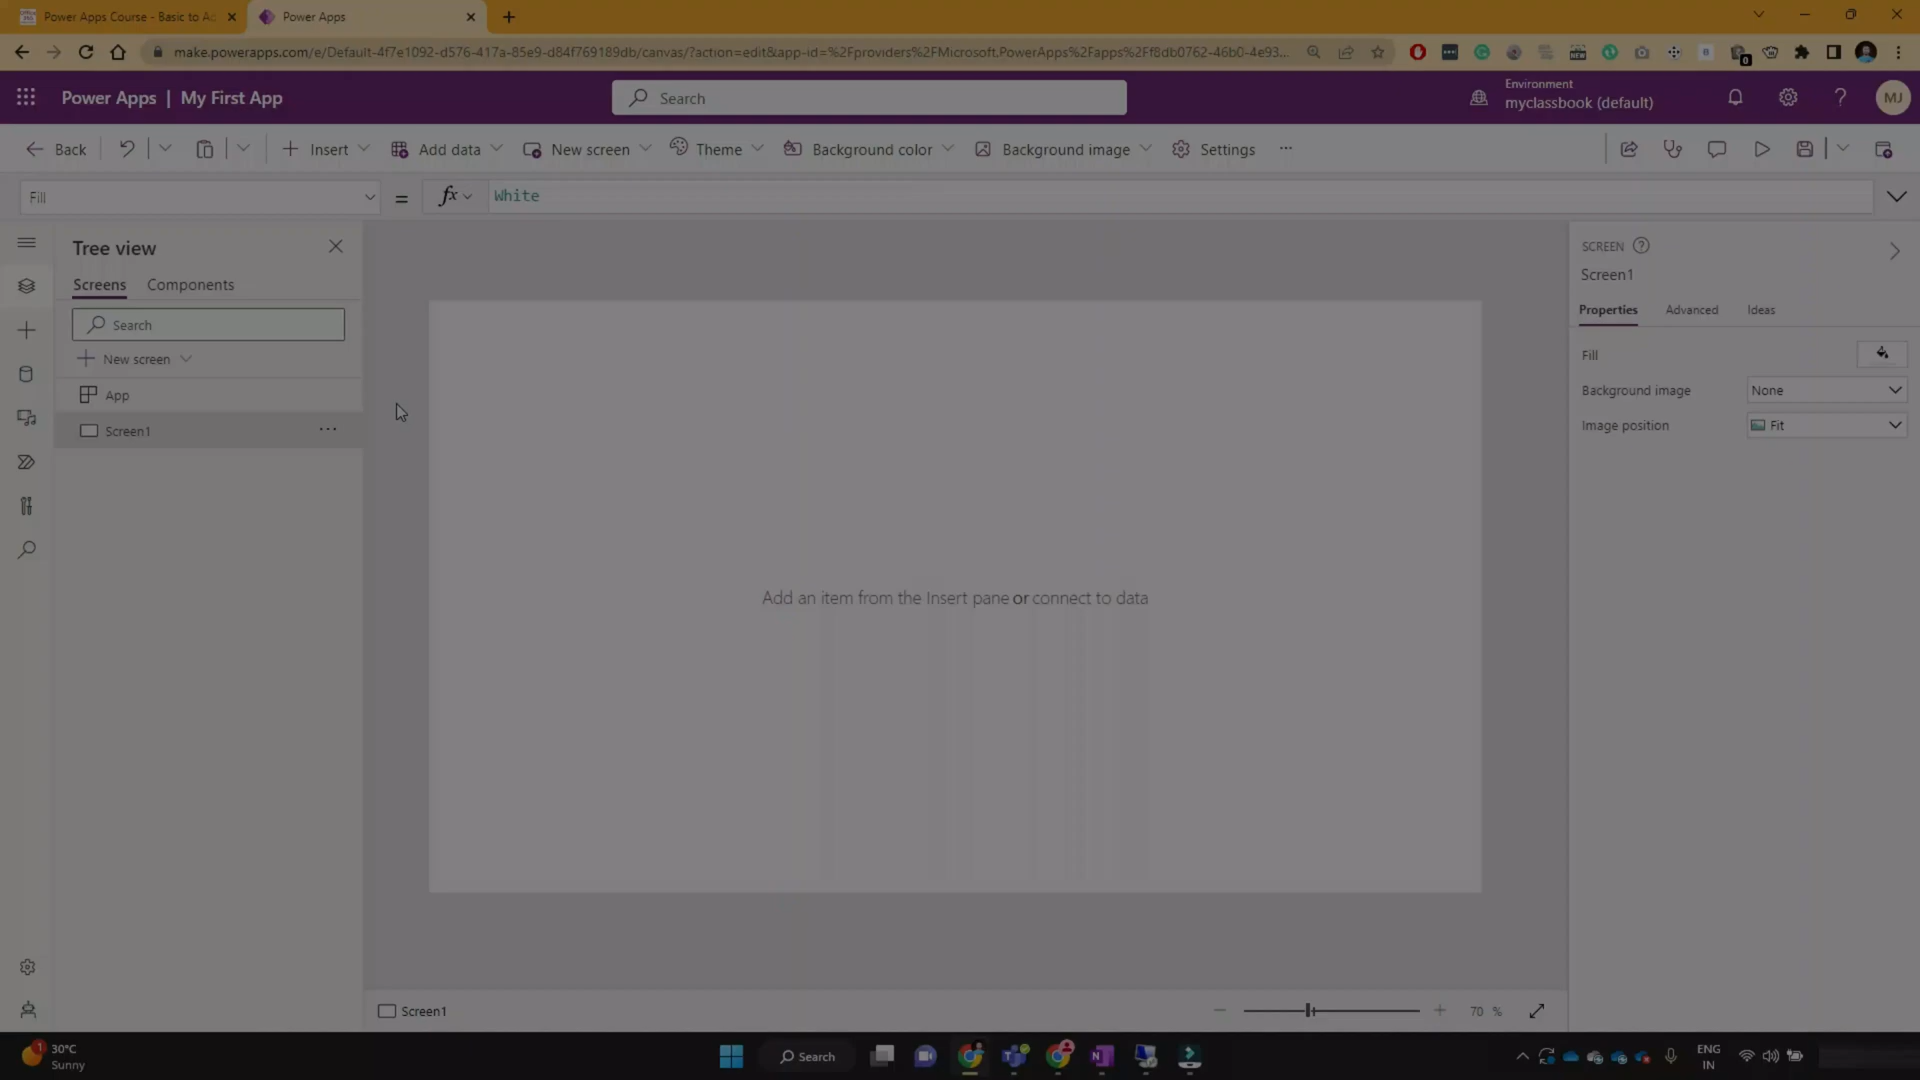 Power Apps Course - Basic to Ad
Power Apps
make.powerapps.com/e/Default-4f7e1092-d576-417a-85e9-d84f769189db/canvas/?action=edit&app-id=%2Fproviders%2FMicrosoft.PowerApps%2Fapps%2Ff8db0762-46b0-4e93...
Power Apps | My First App
Search
Environment
myclassbook (default)
MJ
Back
Insert
Add data
New screen
Theme
Background color
Background image
Settings
Fill
=
fx
White
Tree view
Screens
Components
Search
New screen
App
Screen1
Add an item from the Insert pane or connect to data
SCREEN
Screen1
Properties
Advanced
Ideas
Fill
Background image
None
Image position
Fit
Screen1
70 %
1
30°C
Sunny
Search
ENG
IN